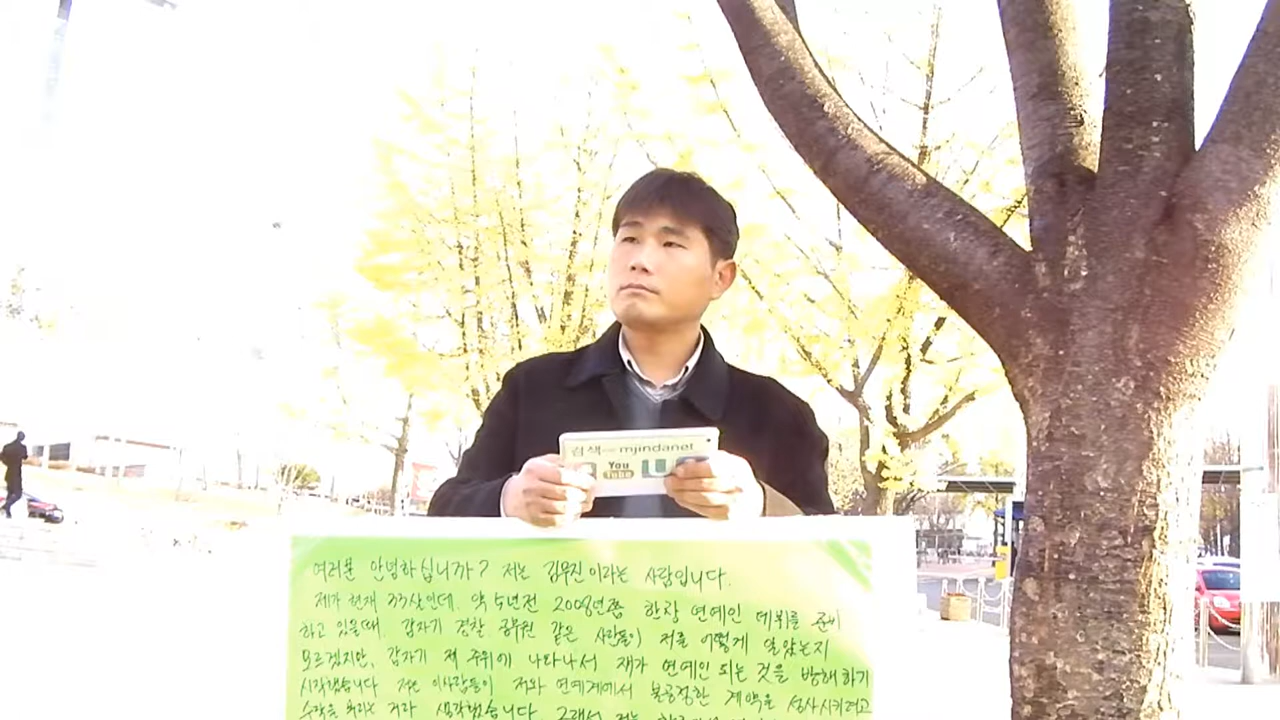 검색 mjindanet
You
Tube
여러분 안녕하십니까? 저는 김무진이라는 사람입니다.
제가 현재 33살인데. 약 수년전 2008년쯤 한창 연예인 데뷔를 준비
하고 있을때. 갑자기 경찰 공무원 같은 사람들이 저를 어떻게 알았는지
모르겠지만, 갑자기 제 주위에 나타나서 제가 연예인 되는 것을 방해하기
시작했습니다 저는 이사람들이 저와 연예계에서 불공정한 계약을 성사시키려고
생각했습니다. 그래서 저는